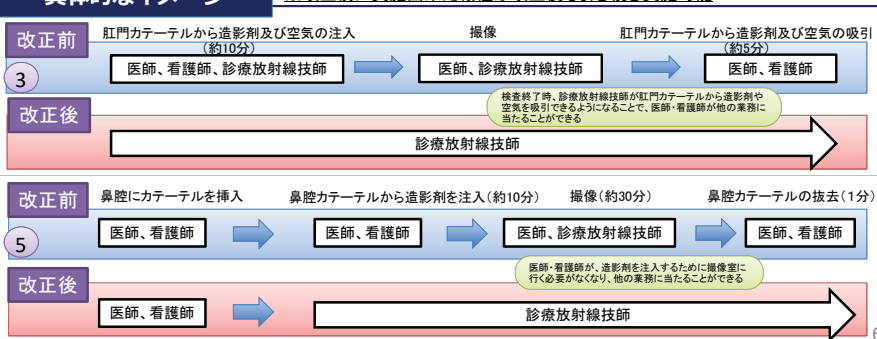 具体的なイメージ
改正前
肛門カテーテルから造影剤及び空気の注入
(約10分)
撮像
肛門カテーテルから造影剤及び空気の吸引
(約5分)
3
医師、看護師、診療放射線技師
医師、診療放射線技師
医師、看護師
検査終了時、診療放射線技師が肛門カテーテルから造影剤や
空気を吸引できるようになることで、医師・看護師が他の業務に
当たることができる
改正後
診療放射線技師
改正前
鼻腔にカテーテルを挿入
鼻腔カテーテルから造影剤を注入(約10分)
撮像(約30分)
鼻腔カテーテルの抜去(1分)
5
医師、看護師
医師、看護師
医師、診療放射線技師
医師、看護師
医師・看護師が、造影剤を注入するために撮像室に
行く必要がなくなり、他の業務に当たることができる
改正後
医師、看護師
診療放射線技師
6